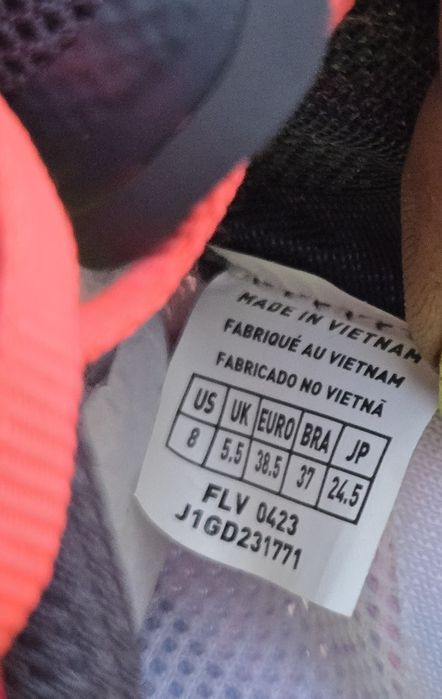 MADE IN VIETNAM
FABRIQUÉ AU VIETNAM
FABRICADO NO VIETNÃ
US UK EURO BRA JP
8 5.5 38.5 37 24.5
FLV 0423
J1GD231771